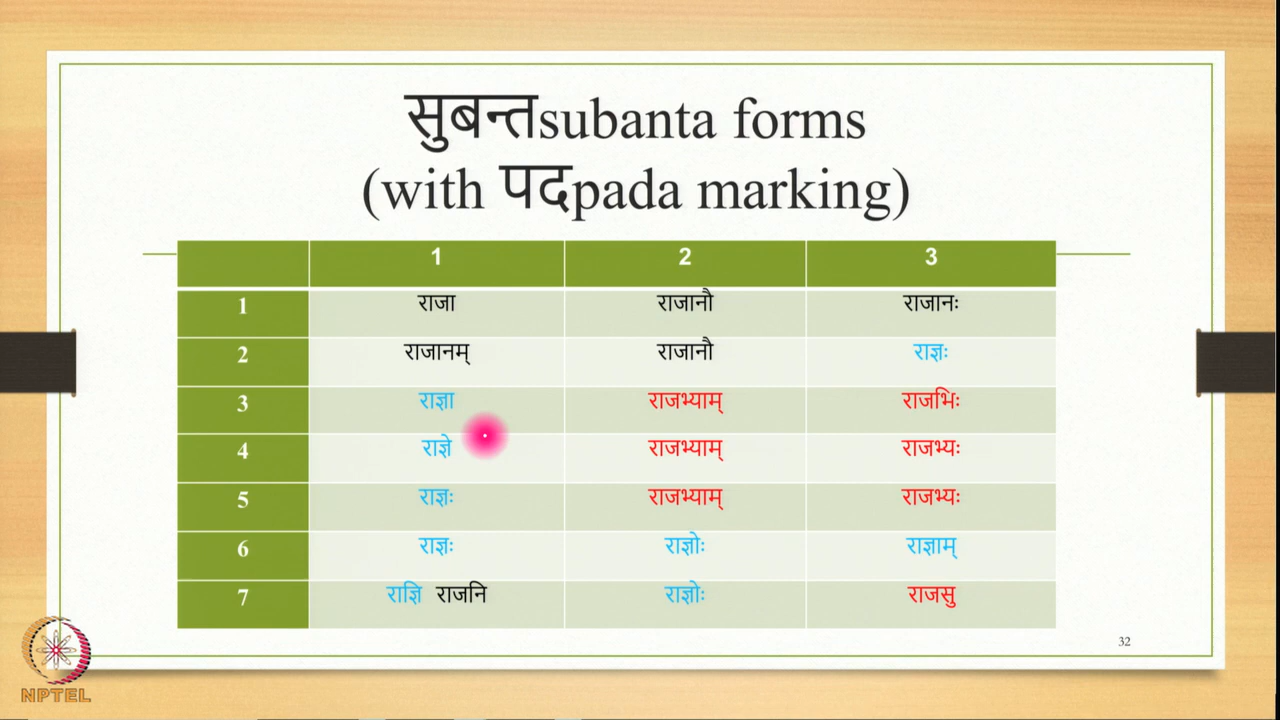 सुबन्तsubanta forms
(with पदpada marking)
1 2 3
1 राजा राजानौ राजानः
2 राजानम् राजानौ राज्ञः
3 राज्ञा राजभ्याम् राजभिः
4 राज्ञे राजभ्याम् राजभ्यः
5 राज्ञः राजभ्याम् राजभ्यः
6 राज्ञः राज्ञोः राज्ञाम्
7 राज्ञि राजनि राज्ञोः राजसु
32
NPTEL